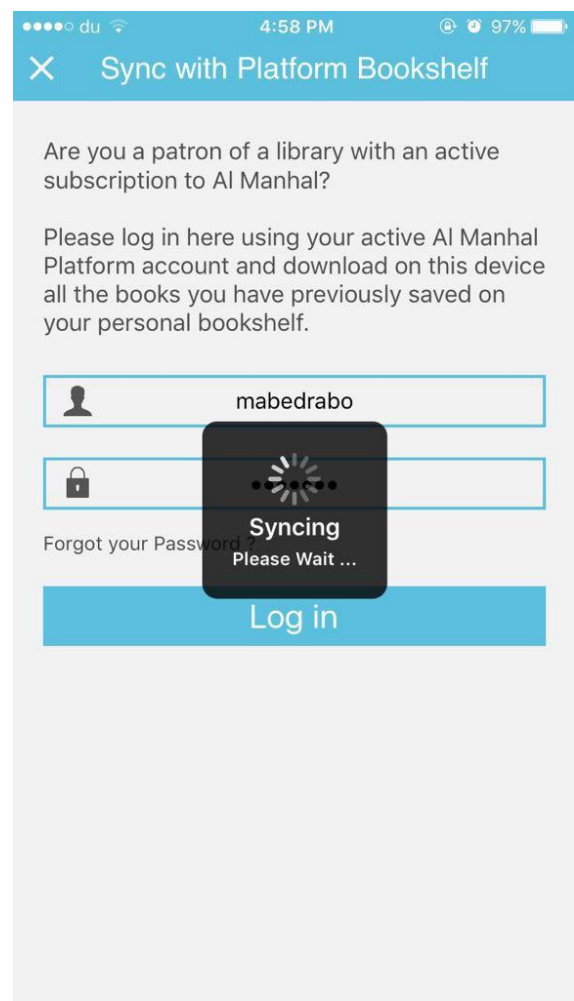 du 4:58 PM 97%
Sync with Platform Bookshelf
Are you a patron of a library with an active
subscription to Al Manhal?
Please log in here using your active Al Manhal
Platform account and download on this device
all the books you have previously saved on
your personal bookshelf.
mabedrabo
Syncing
Forgot your Password ?
Please Wait ...
Log in